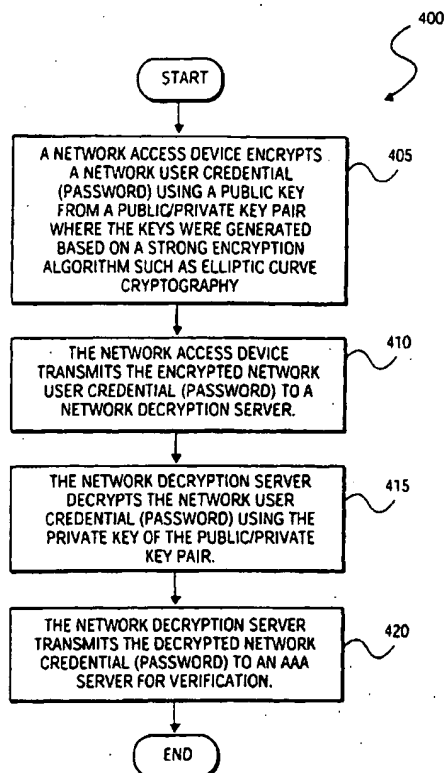 400
START
A NETWORK ACCESS DEVICE ENCRYPTS
A NETWORK USER CREDENTIAL
(PASSWORD) USING A PUBLIC KEY
FROM A PUBLIC/PRIVATE KEY PAIR
WHERE THE KEYS WERE GENERATED
BASED ON A STRONG ENCRYPTION
ALGORITHM SUCH AS ELLIPTIC CURVE
CRYPTOGRAPHY
405
THE NETWORK ACCESS DEVICE
TRANSMITS THE ENCRYPTED NETWORK
USER CREDENTIAL (PASSWORD) TO A
NETWORK DECRYPTION SERVER.
410
THE NETWORK DECRYPTION SERVER
DECRYPTS THE NETWORK USER
CREDENTIAL (PASSWORD) USING THE
PRIVATE KEY OF THE PUBLIC/PRIVATE
KEY PAIR.
415
THE NETWORK DECRYPTION SERVER
TRANSMITS THE DECRYPTED NETWORK
CREDENTIAL (PASSWORD) TO AN AAA
SERVER FOR VERIFICATION.
420
END